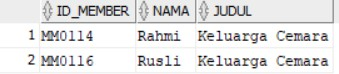 ID_MEMBER NAMA JUDUL
1 MM0114 Rahmi Keluarga Cemara
2 MM0116 Rusli Keluarga Cemara